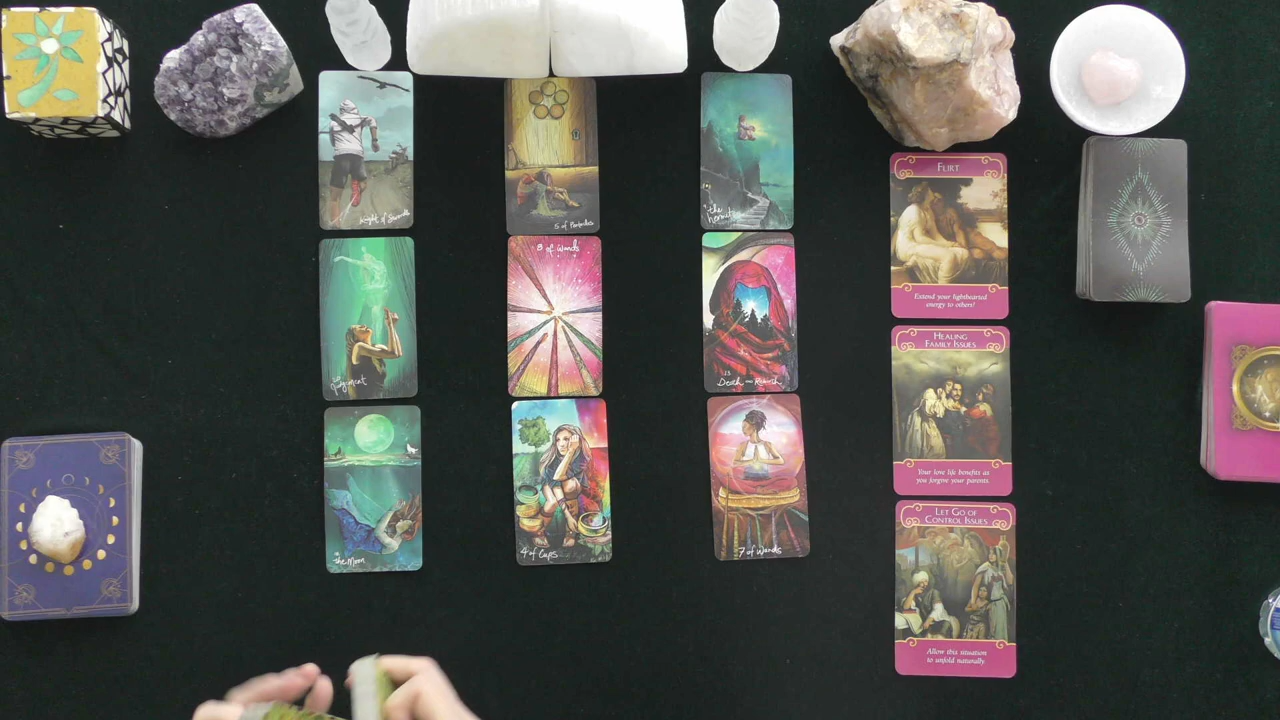 Knight of Swords
5 of Pentacles
the
hermit
Judgement
8 of Wands
13
Death and Rebirth
the Moon
4 of Cups
7 of Wands
FLIRT
Extend your lighthearted
energy to others!
HEALING
FAMILY ISSUES
Your love life benefits as
you forgive your parents.
LET GO OF
CONTROL ISSUES
Allow this situation
to unfold naturally.